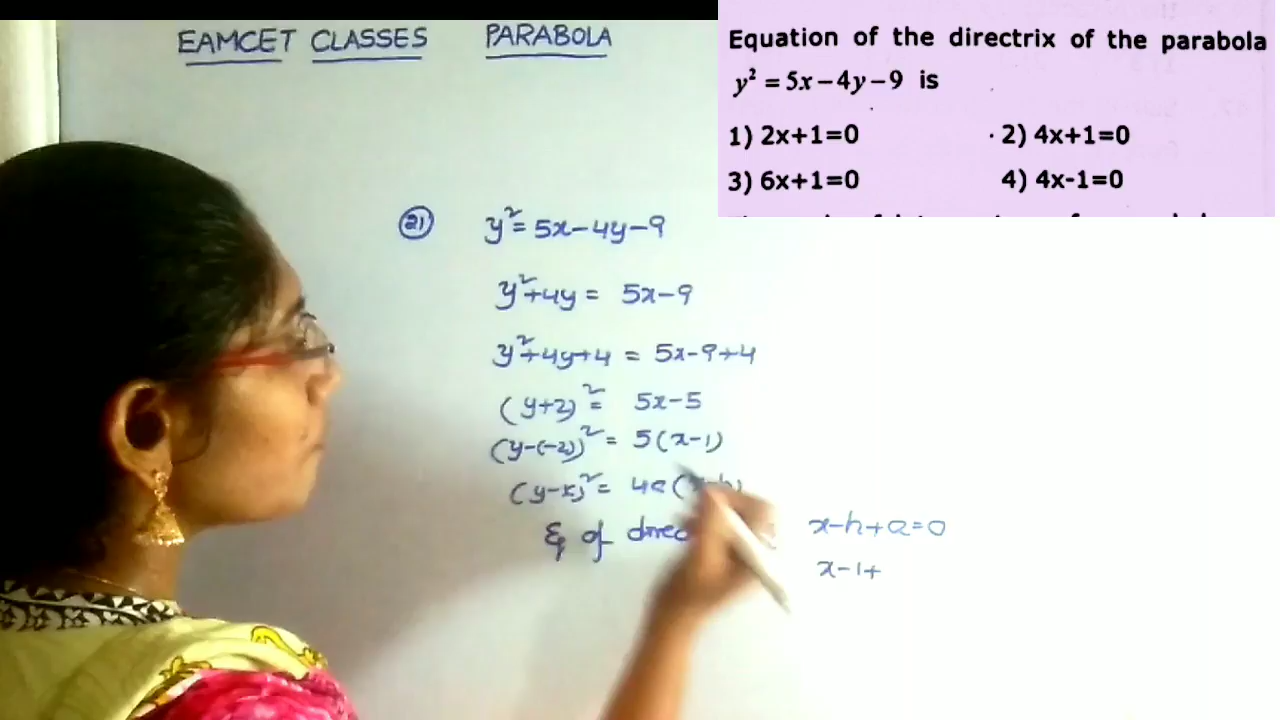 EAMCET CLASSES PARABOLA
Equation of the directrix of the parabola
y² = 5x − 4y − 9 is
1) 2x+1=0
2) 4x+1=0
3) 6x+1=0
4) 4x-1=0
21
y² = 5x − 4y − 9
y² + 4y = 5x − 9
y² + 4y + 4 = 5x − 9 + 4
(y+2)² = 5x − 5
(y−(−2))² = 5(x−1)
(y−k)² = 4a(
& of direc
x − h + a = 0
x − 1 +